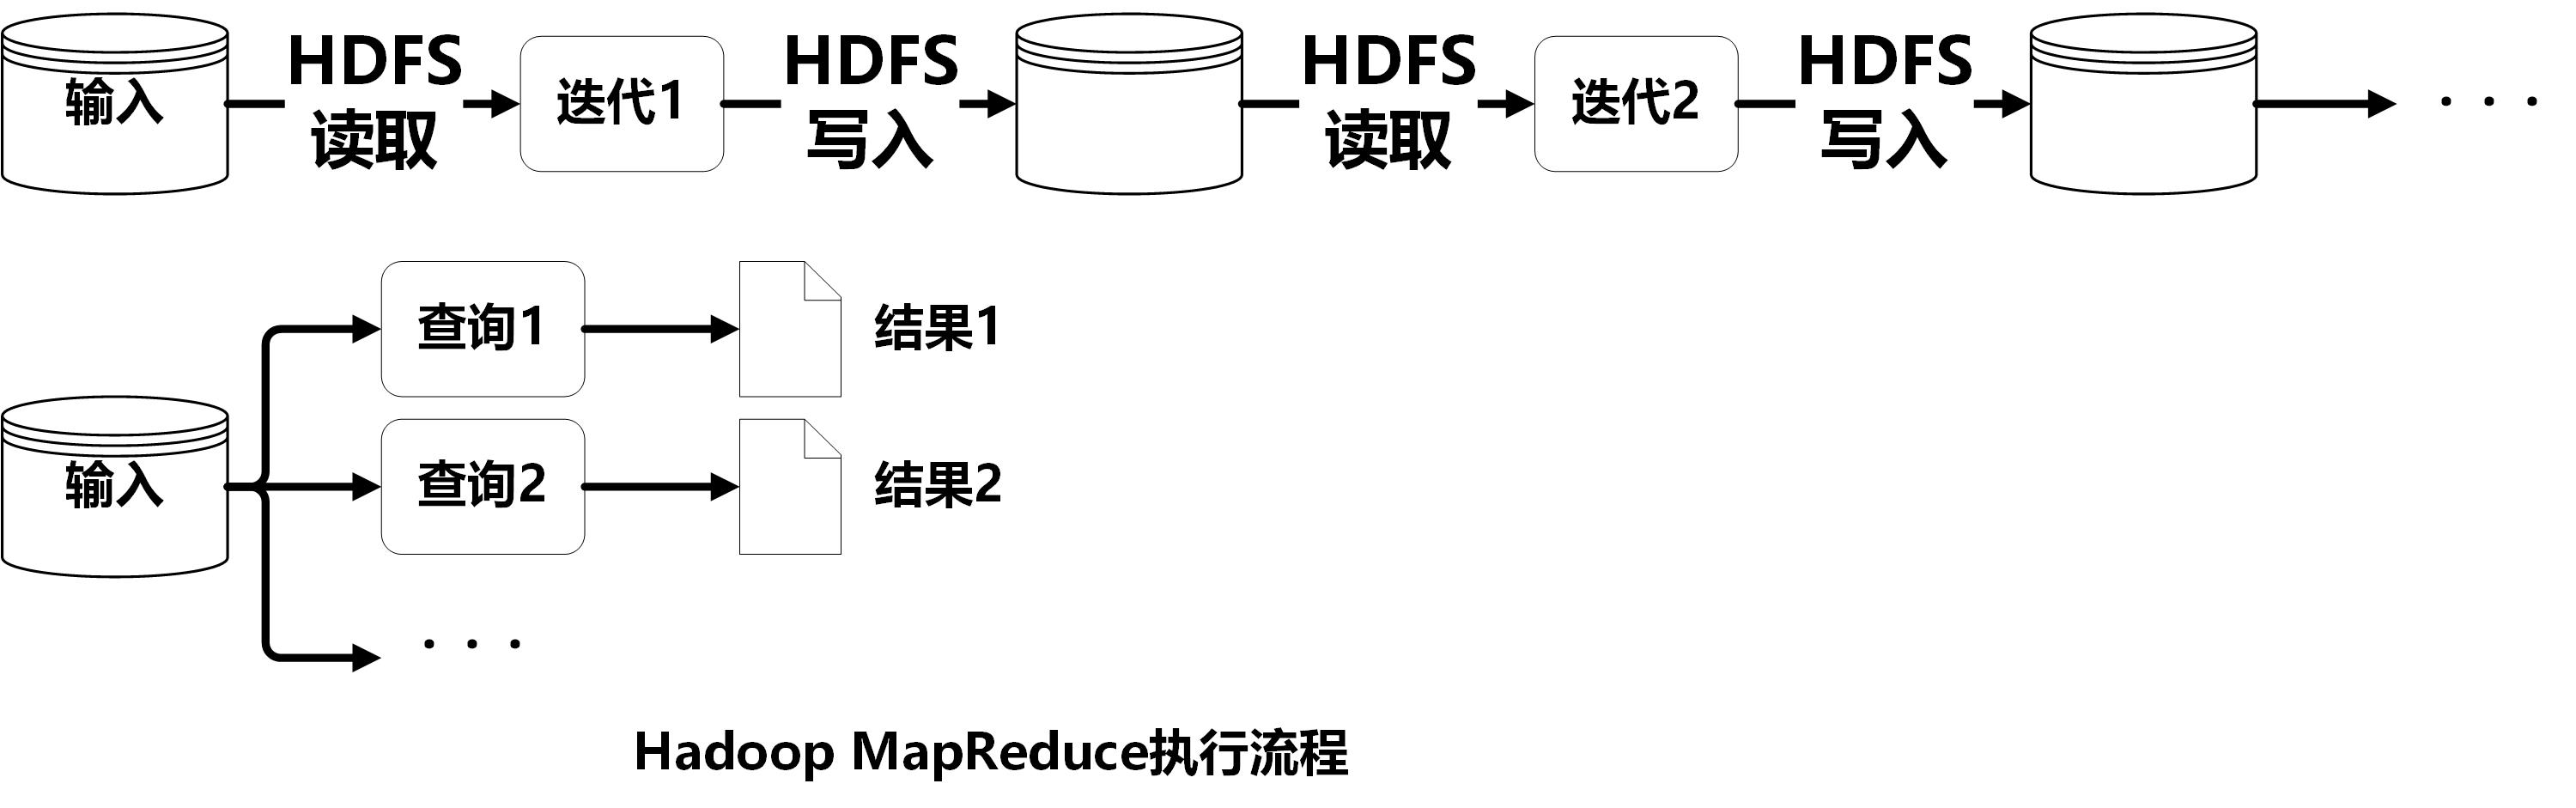 输入
HDFS
读取
迭代1
HDFS
写入
HDFS
读取
迭代2
HDFS
写入
. . .
查询1
结果1
输入
查询2
结果2
. . .
Hadoop MapReduce执行流程